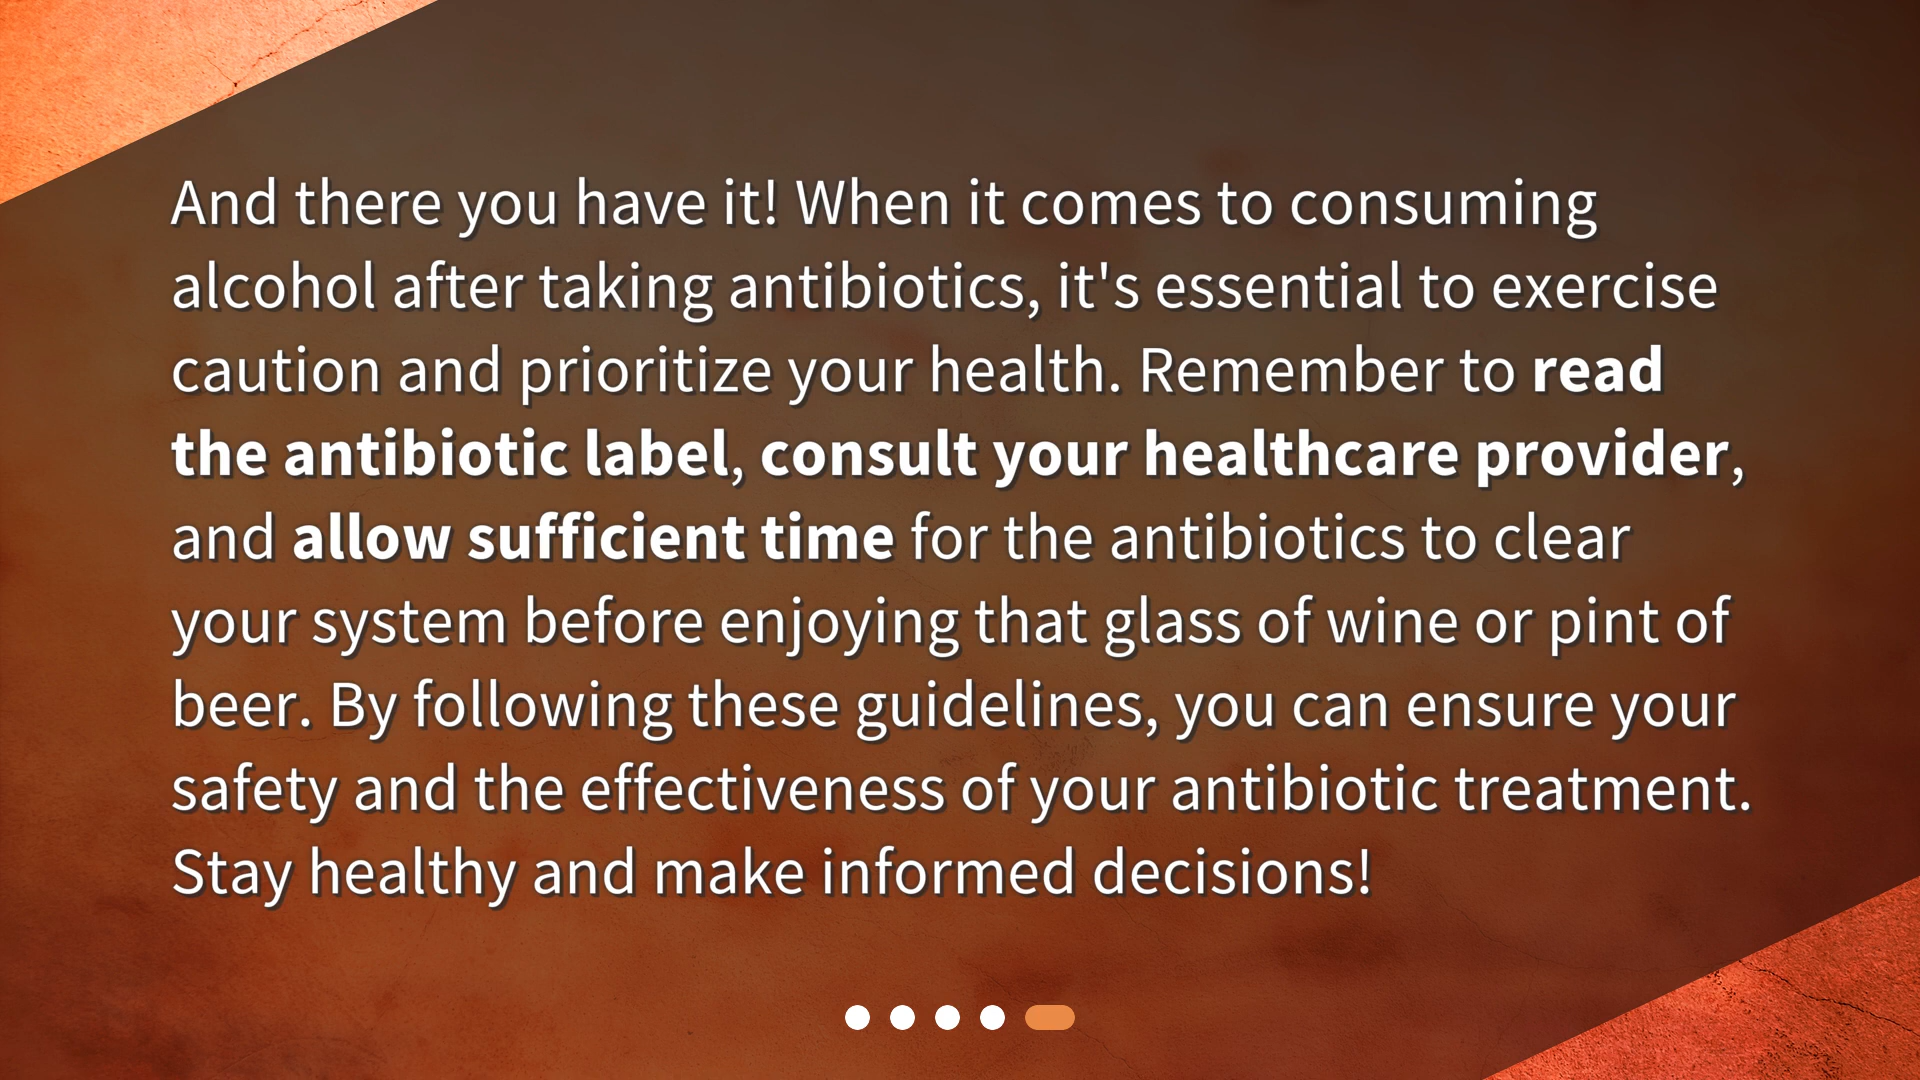 And there you have it! When it comes to consuming
alcohol after taking antibiotics, it's essential to exercise
caution and prioritize your health. Remember to read
the antibiotic label, consult your healthcare provider,
and allow sufficient time for the antibiotics to clear
your system before enjoying that glass of wine or pint of
beer. By following these guidelines, you can ensure your
safety and the effectiveness of your antibiotic treatment.
Stay healthy and make informed decisions!